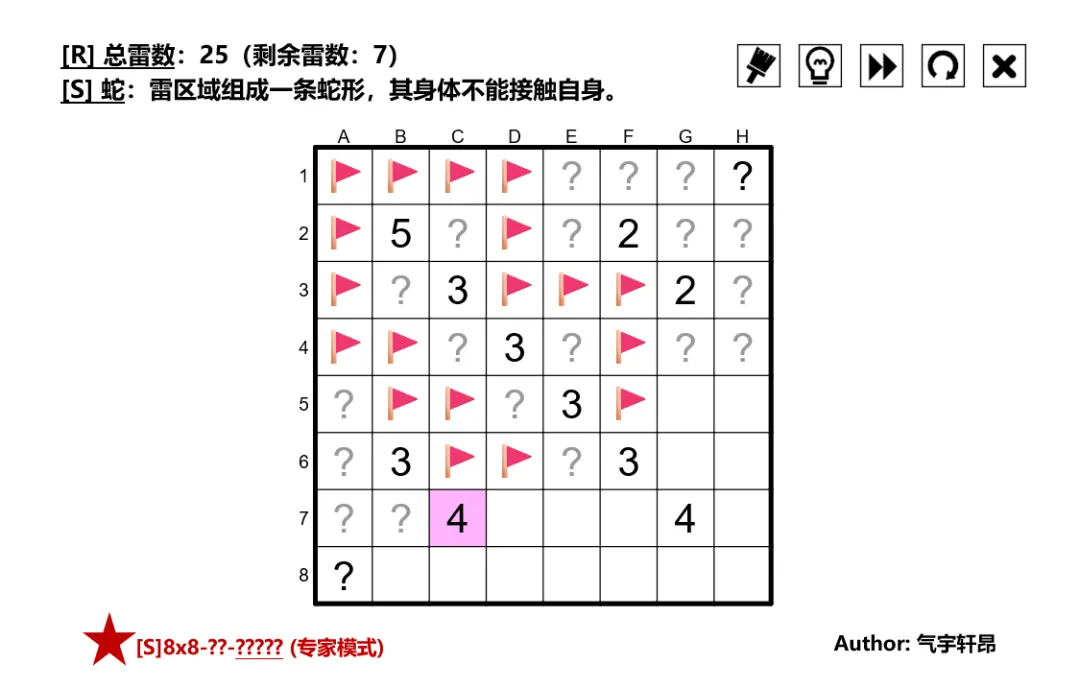 [R] 总雷数：25（剩余雷数：7）
[S] 蛇：雷区域组成一条蛇形，其身体不能接触自身。
A B C D E F G H
1 ? ? ? ?
2 5 ? ? 2 ? ?
3 ? 3 2 ?
4 ? 3 ? ? ?
5 ? ? 3
6 ? 3 ? 3
7 ? ? 4 4
8 ?
[S]8x8-??-????? (专家模式)
Author: 气宇轩昂